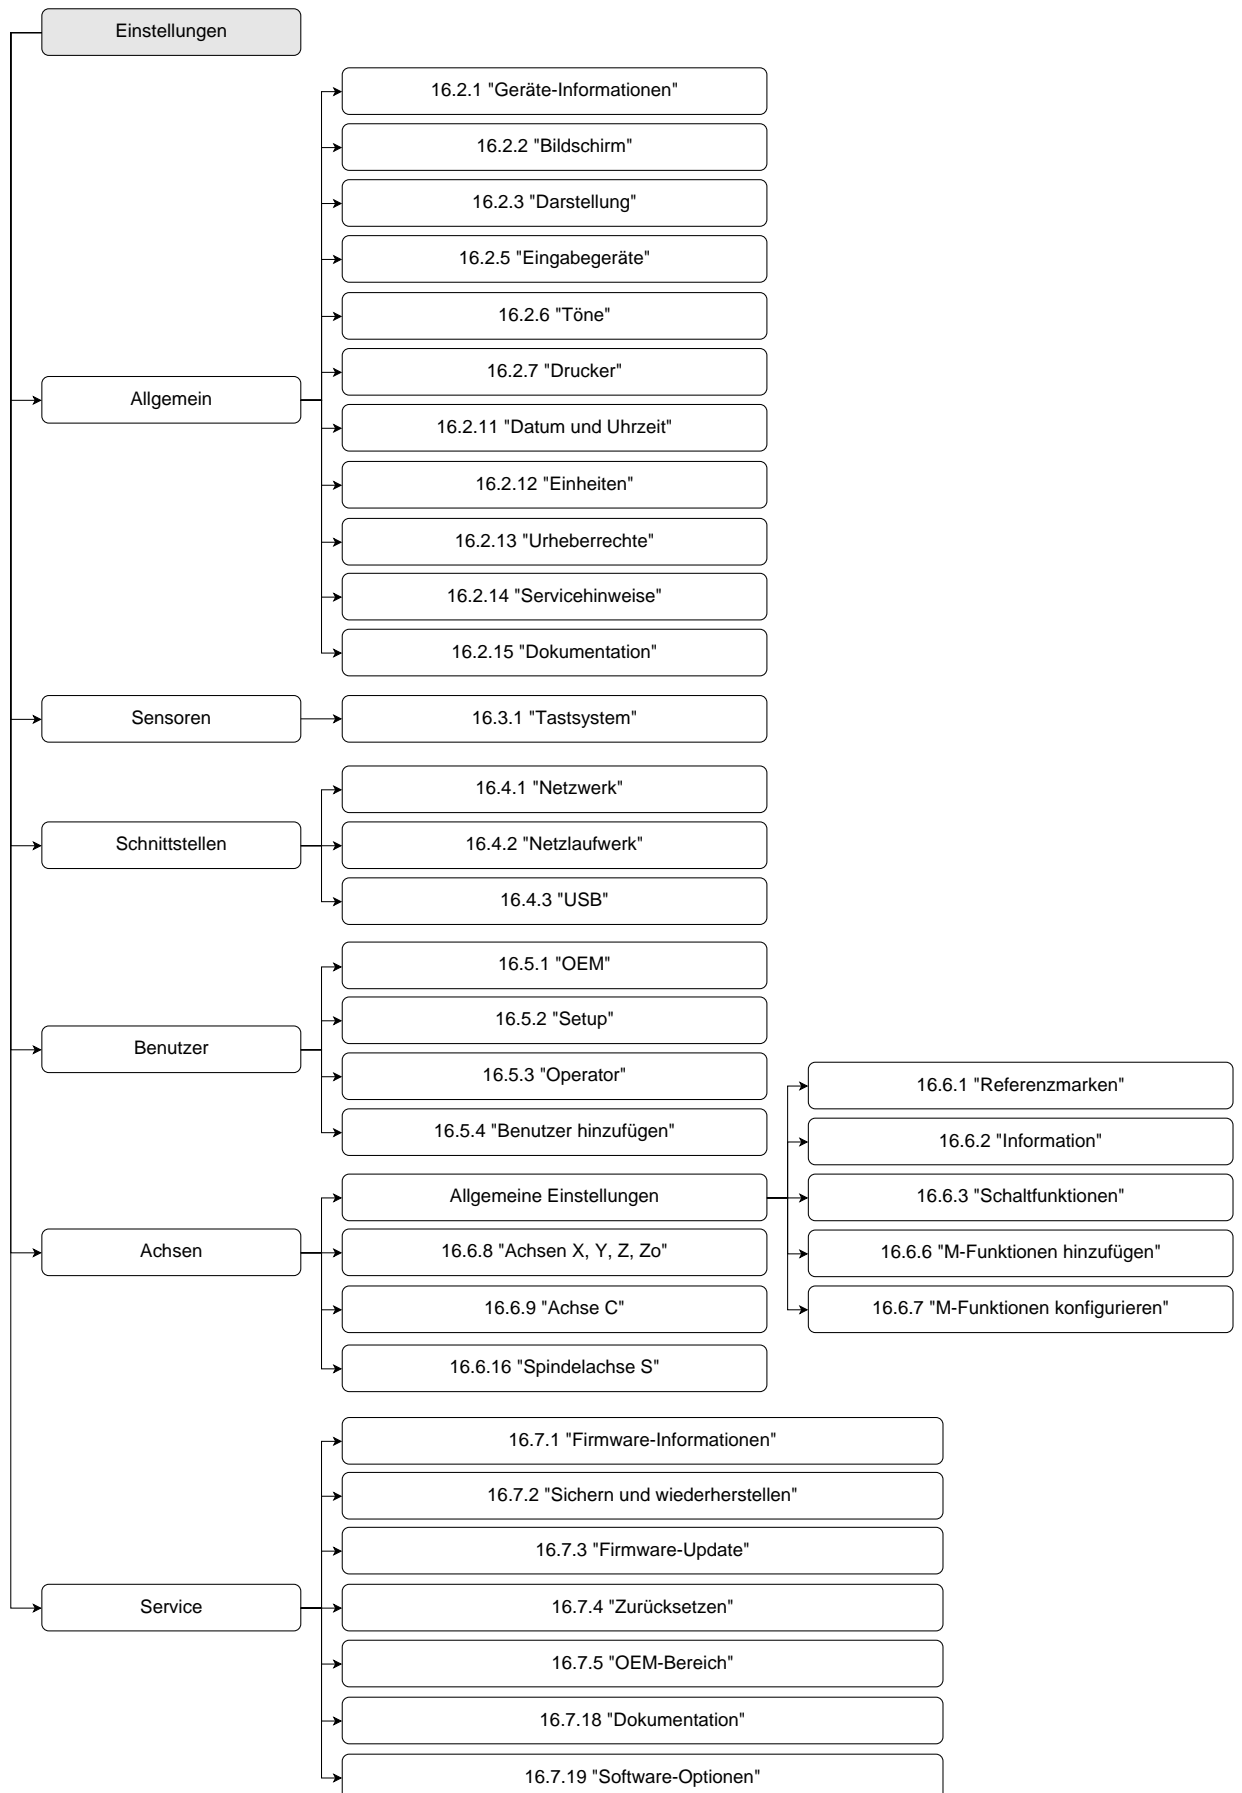 Einstellungen
16.2.1 "Geräte-Informationen"
16.2.2 "Bildschirm"
16.2.3 "Darstellung"
16.2.5 "Eingabegeräte"
16.2.6 "Töne"
16.2.7 "Drucker"
Allgemein
16.2.11 "Datum und Uhrzeit"
16.2.12 "Einheiten"
16.2.13 "Urheberrechte"
16.2.14 "Servicehinweise"
16.2.15 "Dokumentation"
Sensoren
16.3.1 "Tastsystem"
16.4.1 "Netzwerk"
Schnittstellen
16.4.2 "Netzlaufwerk"
16.4.3 "USB"
16.5.1 "OEM"
16.5.2 "Setup"
Benutzer
16.5.3 "Operator"
16.5.4 "Benutzer hinzufügen"
Allgemeine Einstellungen
16.6.1 "Referenzmarken"
16.6.2 "Information"
16.6.3 "Schaltfunktionen"
16.6.6 "M-Funktionen hinzufügen"
16.6.7 "M-Funktionen konfigurieren"
Achsen
16.6.8 "Achsen X, Y, Z, Zo"
16.6.9 "Achse C"
16.6.16 "Spindelachse S"
16.7.1 "Firmware-Informationen"
16.7.2 "Sichern und wiederherstellen"
16.7.3 "Firmware-Update"
Service
16.7.4 "Zurücksetzen"
16.7.5 "OEM-Bereich"
16.7.18 "Dokumentation"
16.7.19 "Software-Optionen"